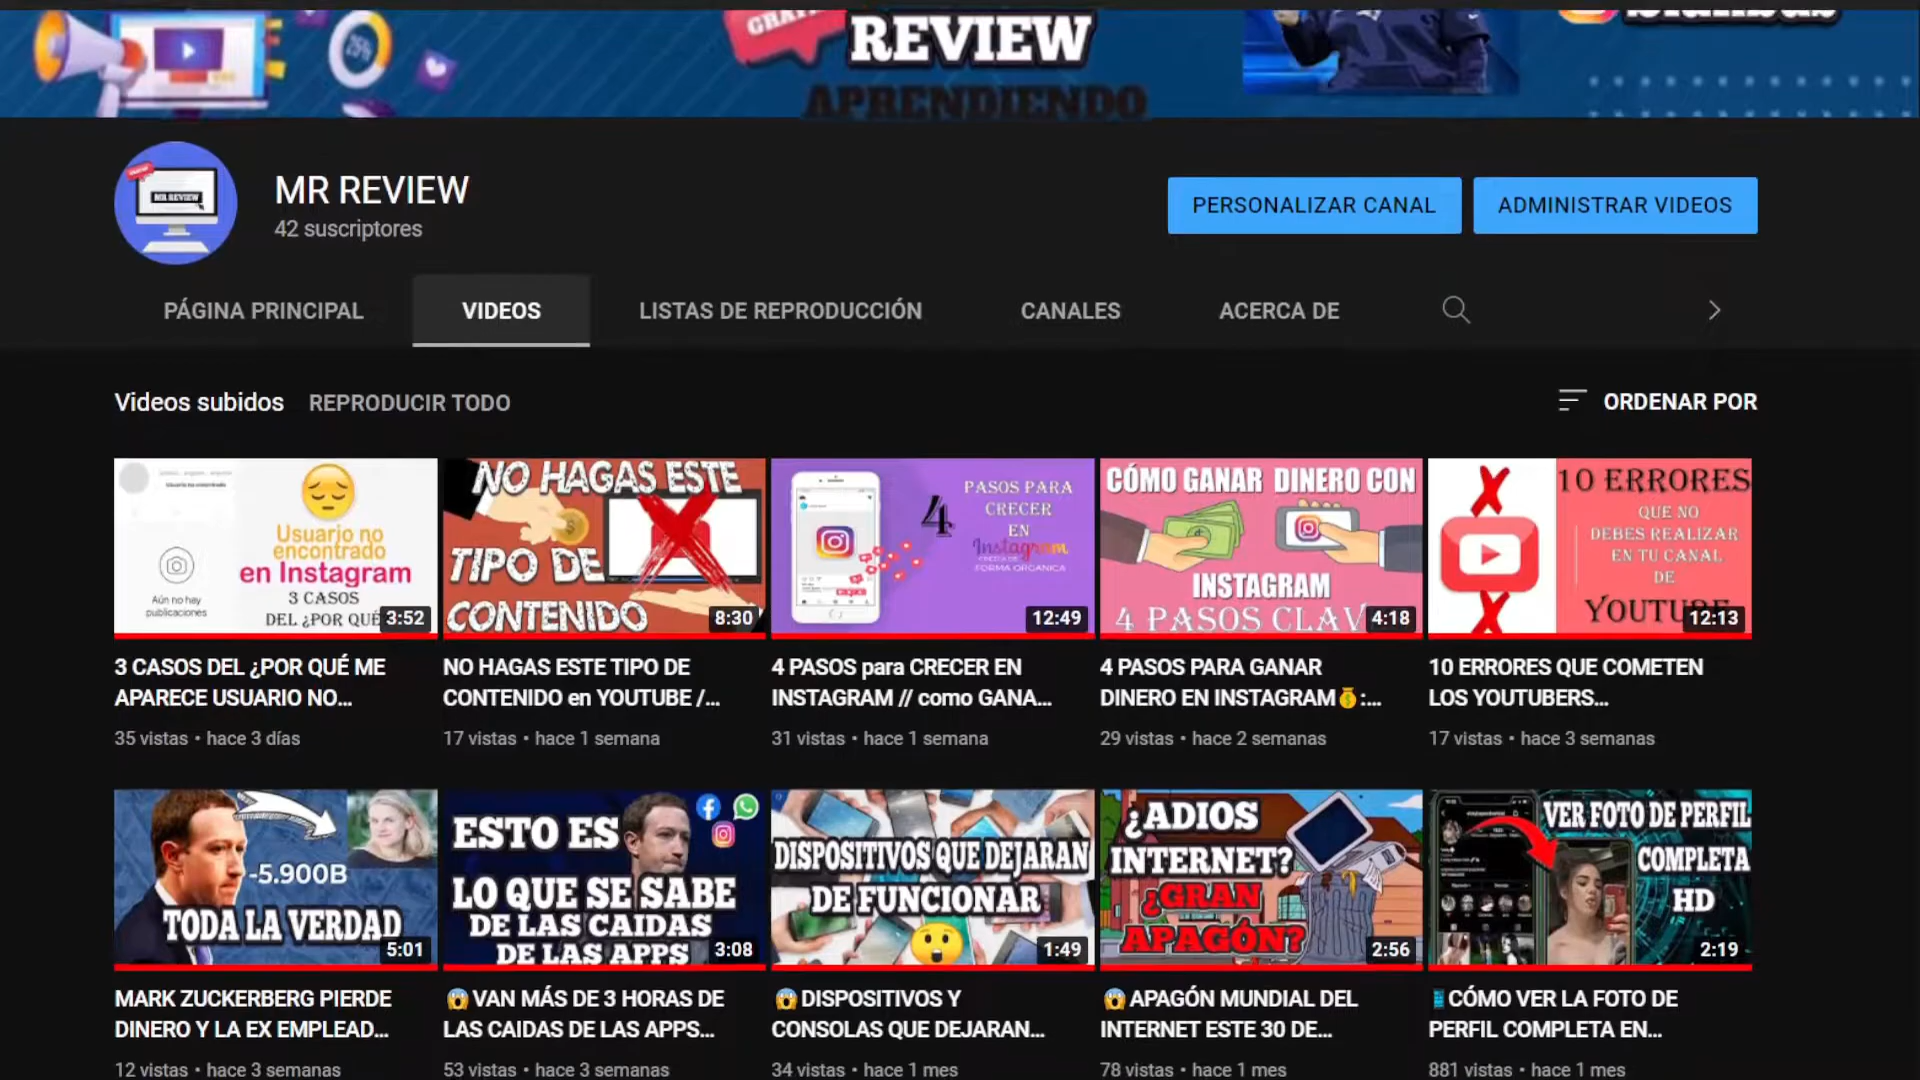 GRATIS
REVIEW
APRENDIENDO
25%
MR REVIEW
MR REVIEW
42 suscriptores
PERSONALIZAR CANAL
ADMINISTRAR VIDEOS
PÁGINA PRINCIPAL
VIDEOS
LISTAS DE REPRODUCCIÓN
CANALES
ACERCA DE
Videos subidos
REPRODUCIR TODO
ORDENAR POR
Usuario no
encontrado
en Instagram
3 CASOS
DEL ¿POR QUÉ
Aún no hay
publicaciones
3:52
NO HAGAS ESTE
TIPO DE
CONTENIDO
8:30
4
PASOS PARA
CRECER
EN
Instagram
FORMA ORGANICA
12:49
CÓMO GANAR DINERO CON
INSTAGRAM
4 PASOS CLAV
4:18
10 ERRORES
QUE NO
DEBES REALIZAR
EN TU CANAL
DE
YOUTUBE
12:13
3 CASOS DEL ¿POR QUÉ ME
APARECE USUARIO NO...
35 vistas • hace 3 días
NO HAGAS ESTE TIPO DE
CONTENIDO en YOUTUBE /...
17 vistas • hace 1 semana
4 PASOS para CRECER EN
INSTAGRAM // como GANA...
31 vistas • hace 1 semana
4 PASOS PARA GANAR
DINERO EN INSTAGRAM💰:...
29 vistas • hace 2 semanas
10 ERRORES QUE COMETEN
LOS YOUTUBERS...
17 vistas • hace 3 semanas
-5.900B
TODA LA VERDAD
5:01
ESTO ES
LO QUE SE SABE
DE LAS CAIDAS
DE LAS APPS
3:08
DISPOSITIVOS QUE DEJARAN
DE FUNCIONAR
1:49
¿ADIOS
INTERNET?
¿GRAN
APAGÓN?
2:56
VER FOTO DE PERFIL
COMPLETA
HD
2:19
MARK ZUCKERBERG PIERDE
DINERO Y LA EX EMPLEAD...
12 vistas • hace 3 semanas
😱VAN MÁS DE 3 HORAS DE
LAS CAIDAS DE LAS APPS...
53 vistas • hace 3 semanas
😱DISPOSITIVOS Y
CONSOLAS QUE DEJARAN...
34 vistas • hace 1 mes
😱APAGÓN MUNDIAL DEL
INTERNET ESTE 30 DE...
78 vistas • hace 1 mes
📱CÓMO VER LA FOTO DE
PERFIL COMPLETA EN...
881 vistas • hace 1 mes